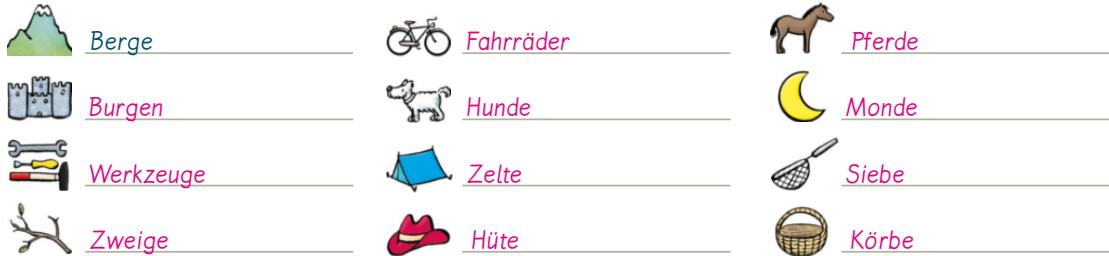 Berge Fahrräder Pferde
Burgen Hunde Monde
Werkzeuge Zelte Siebe
Zweige Hüte Körbe